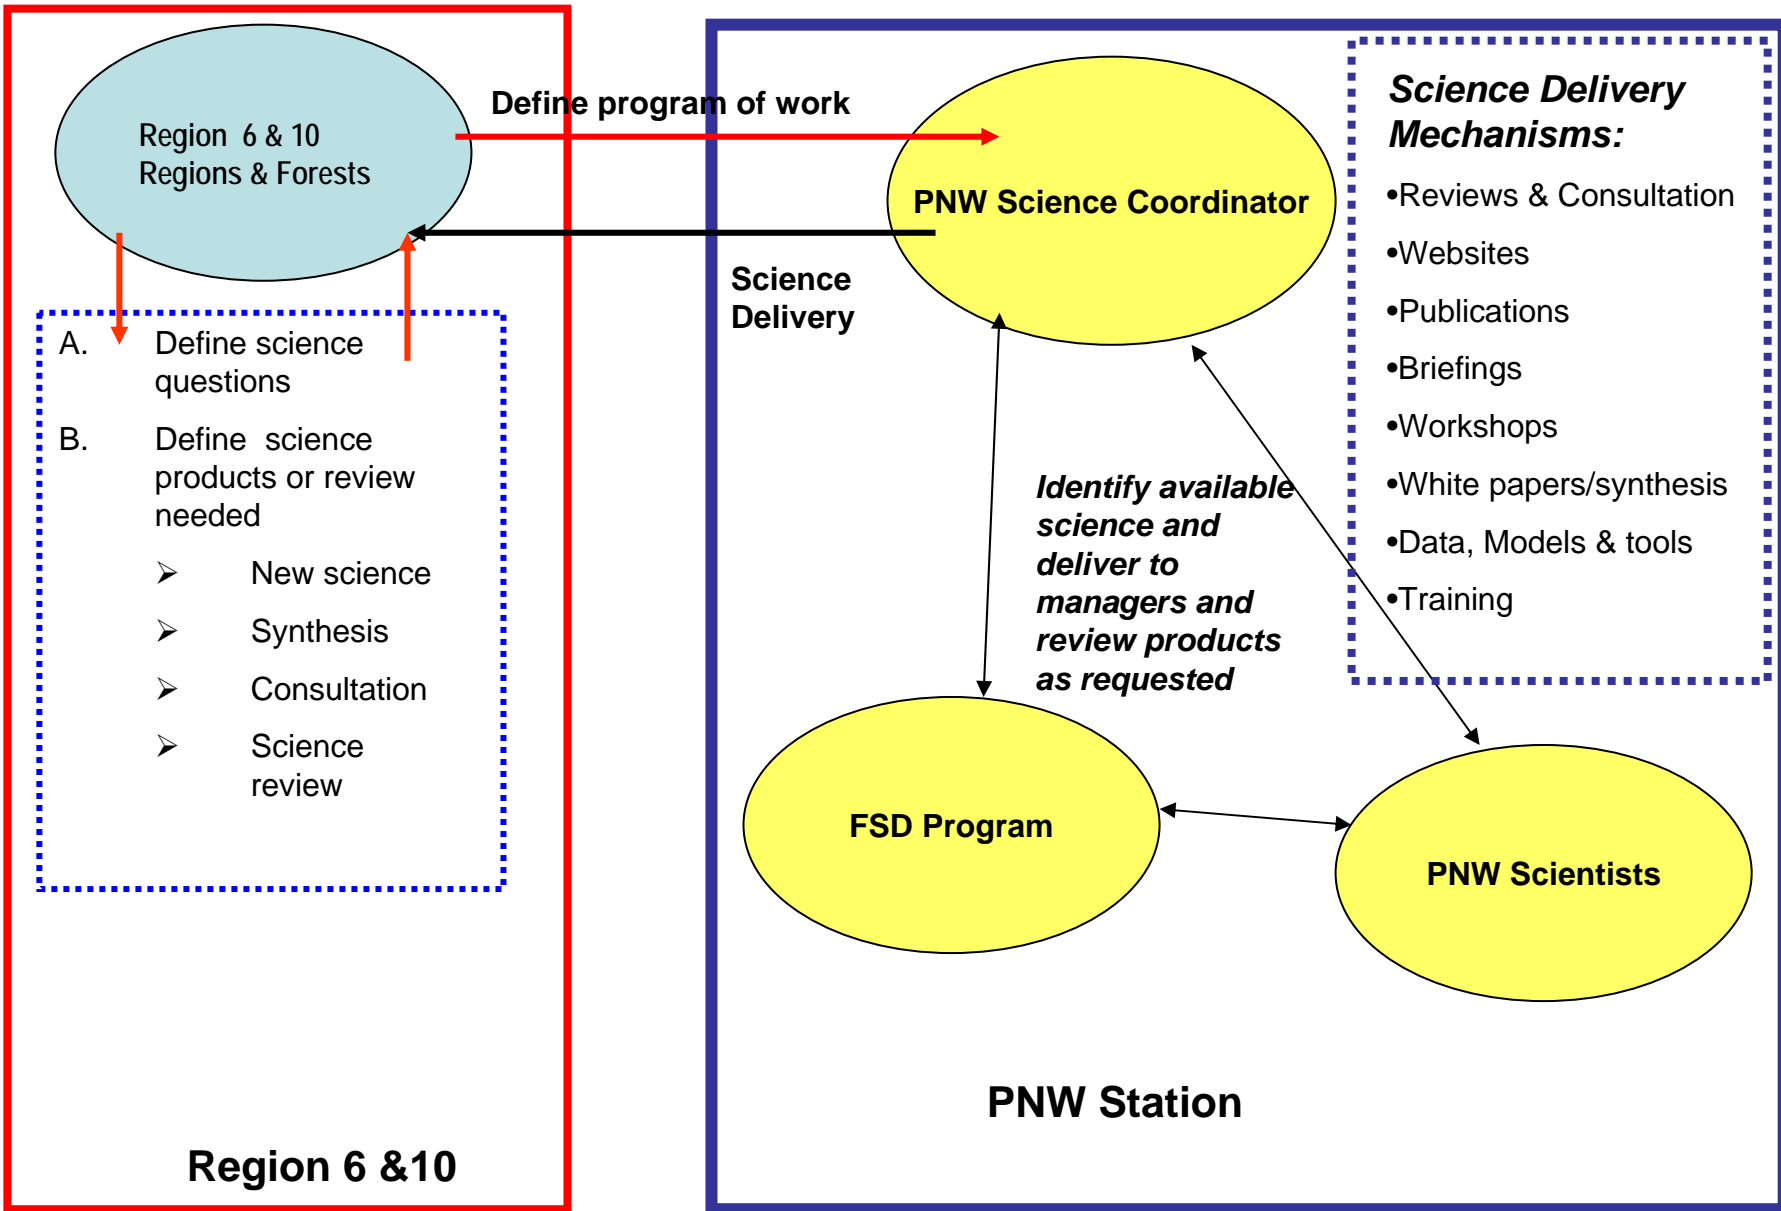 Region 6 & 10
Regions & Forests
Define program of work
PNW Science Coordinator
Science
Delivery
A. Define science
questions
B. Define science
products or review
needed
➢ New science
➢ Synthesis
➢ Consultation
➢ Science
review
Region 6 &10
Science Delivery
Mechanisms:
•Reviews & Consultation
•Websites
•Publications
•Briefings
•Workshops
•White papers/synthesis
•Data, Models & tools
•Training
Identify available
science and
deliver to
managers and
review products
as requested
FSD Program
PNW Scientists
PNW Station